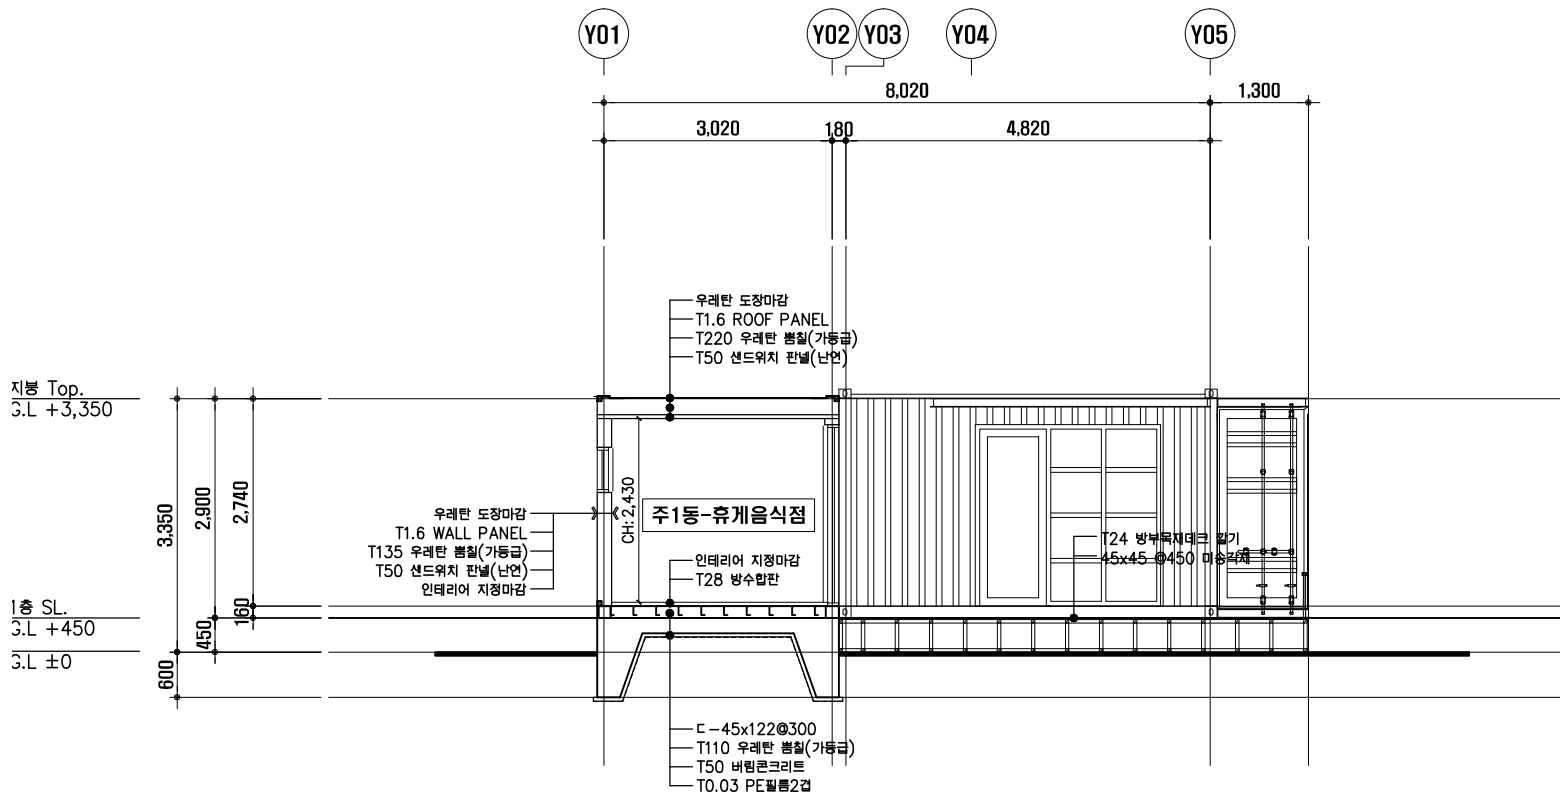 Y01 Y02 Y03 Y04 Y05
8,020 1,300
3,020 180 4,820
우레탄 도장마감
T1.6 ROOF PANEL
T220 우레탄 뿜칠(가등급)
T50 샌드위치 판넬(난연)
지붕 Top.
G.L +3,350
3,350
2,900
2,740
CH: 2,430
주1동-휴게음식점
우레탄 도장마감
T1.6 WALL PANEL
T135 우레탄 뿜칠(가등급)
T50 샌드위치 판넬(난연)
인테리어 지정마감
인테리어 지정마감
T28 방수합판
T24 방부목재데크 깔기
45x45 @450 미송각재
1층 SL.
G.L +450
160
450
G.L ±0
600
ㄷ-45x122@300
T110 우레탄 뿜칠(가등급)
T50 버림콘크리트
T0.03 PE필름2겹